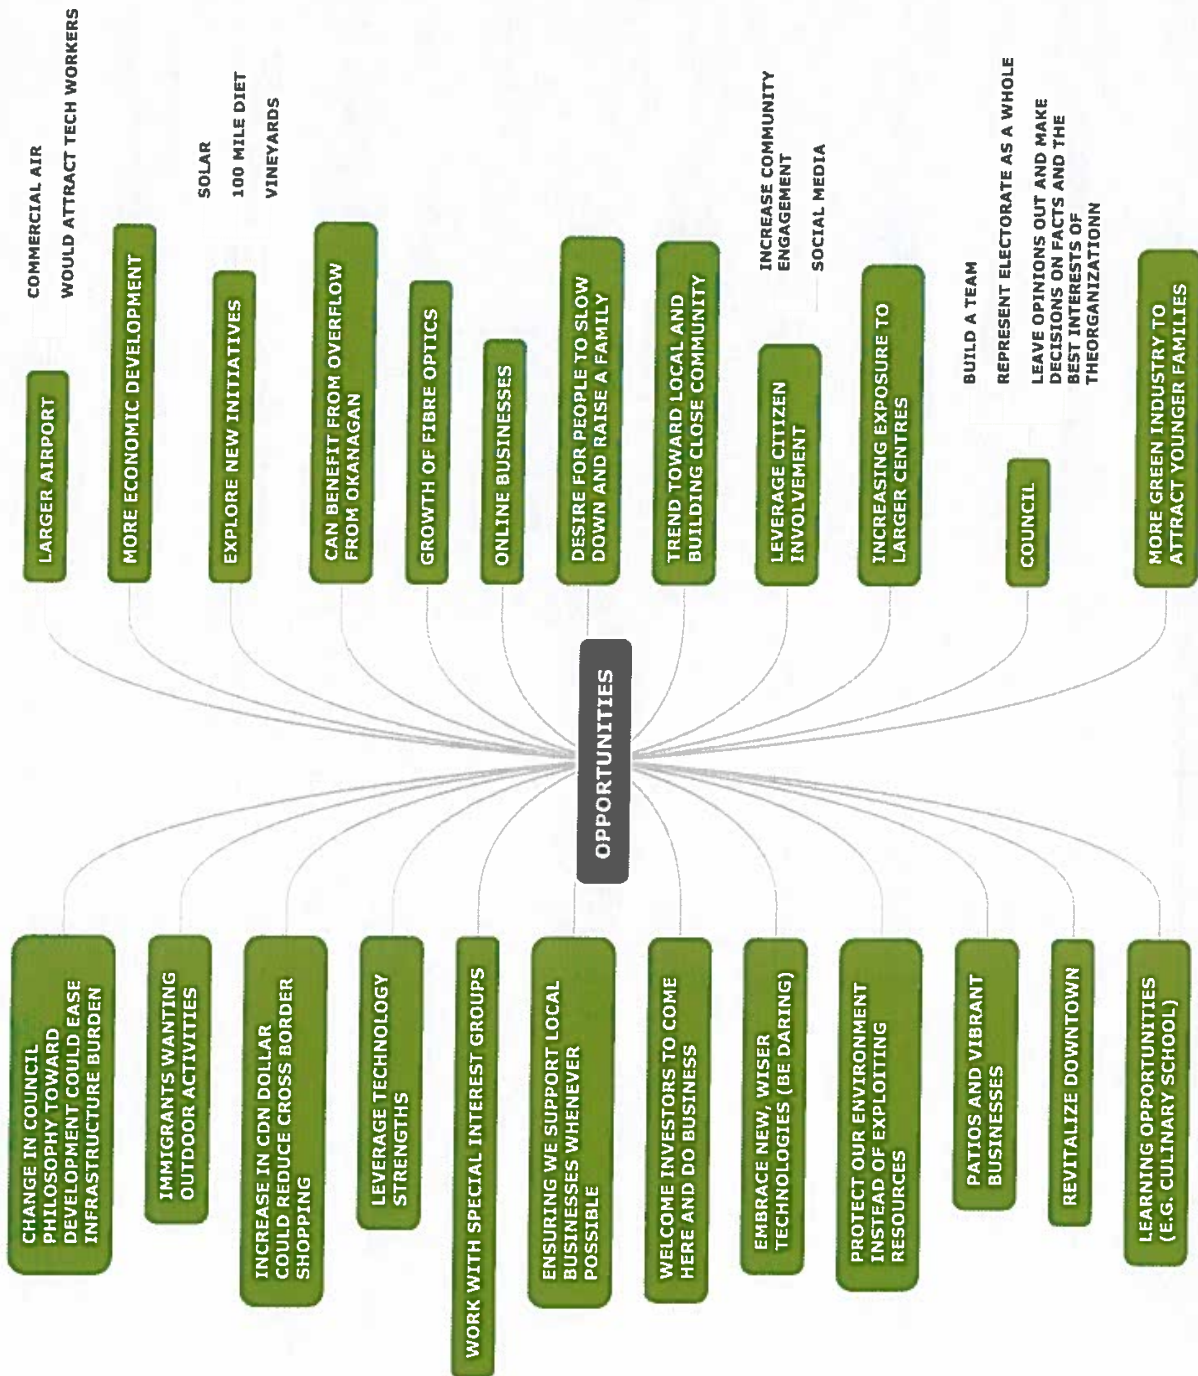 OPPORTUNITIES
LARGER AIRPORT
COMMERCIAL AIR
WOULD ATTRACT TECH WORKERS
MORE ECONOMIC DEVELOPMENT
EXPLORE NEW INITIATIVES
SOLAR
100 MILE DIET
VINEYARDS
CAN BENEFIT FROM OVERFLOW
FROM OKANAGAN
GROWTH OF FIBRE OPTICS
ONLINE BUSINESSES
DESIRE FOR PEOPLE TO SLOW
DOWN AND RAISE A FAMILY
TREND TOWARD LOCAL AND
BUILDING CLOSE COMMUNITY
LEVERAGE CITIZEN
INVOLVEMENT
INCREASE COMMUNITY
ENGAGEMENT
SOCIAL MEDIA
INCREASING EXPOSURE TO
LARGER CENTRES
COUNCIL
BUILD A TEAM
REPRESENT ELECTORATE AS A WHOLE
LEAVE OPINIONS OUT AND MAKE
DECISIONS ON FACTS AND THE
BEST INTERESTS OF
THEORGANIZATIONN
MORE GREEN INDUSTRY TO
ATTRACT YOUNGER FAMILIES
CHANGE IN COUNCIL
PHILOSOPHY TOWARD
DEVELOPMENT COULD EASE
INFRASTRUCTURE BURDEN
IMMIGRANTS WANTING
OUTDOOR ACTIVITIES
INCREASE IN CDN DOLLAR
COULD REDUCE CROSS BORDER
SHOPPING
LEVERAGE TECHNOLOGY
STRENGTHS
WORK WITH SPECIAL INTEREST GROUPS
ENSURING WE SUPPORT LOCAL
BUSINESSES WHENEVER
POSSIBLE
WELCOME INVESTORS TO COME
HERE AND DO BUSINESS
EMBRACE NEW, WISER
TECHNOLOGIES (BE DARING)
PROTECT OUR ENVIRONMENT
INSTEAD OF EXPLOITING
RESOURCES
PATIOS AND VIBRANT
BUSINESSES
REVITALIZE DOWNTOWN
LEARNING OPPORTUNITIES
(E.G. CULINARY SCHOOL)